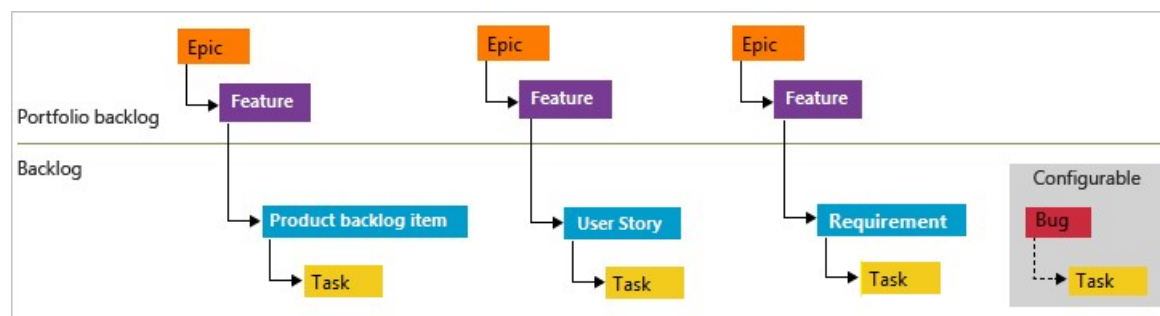 Epic
Epic
Epic
Feature
Feature
Feature
Portfolio backlog
Backlog
Configurable
Product backlog item
User Story
Requirement
Bug
Task
Task
Task
Task